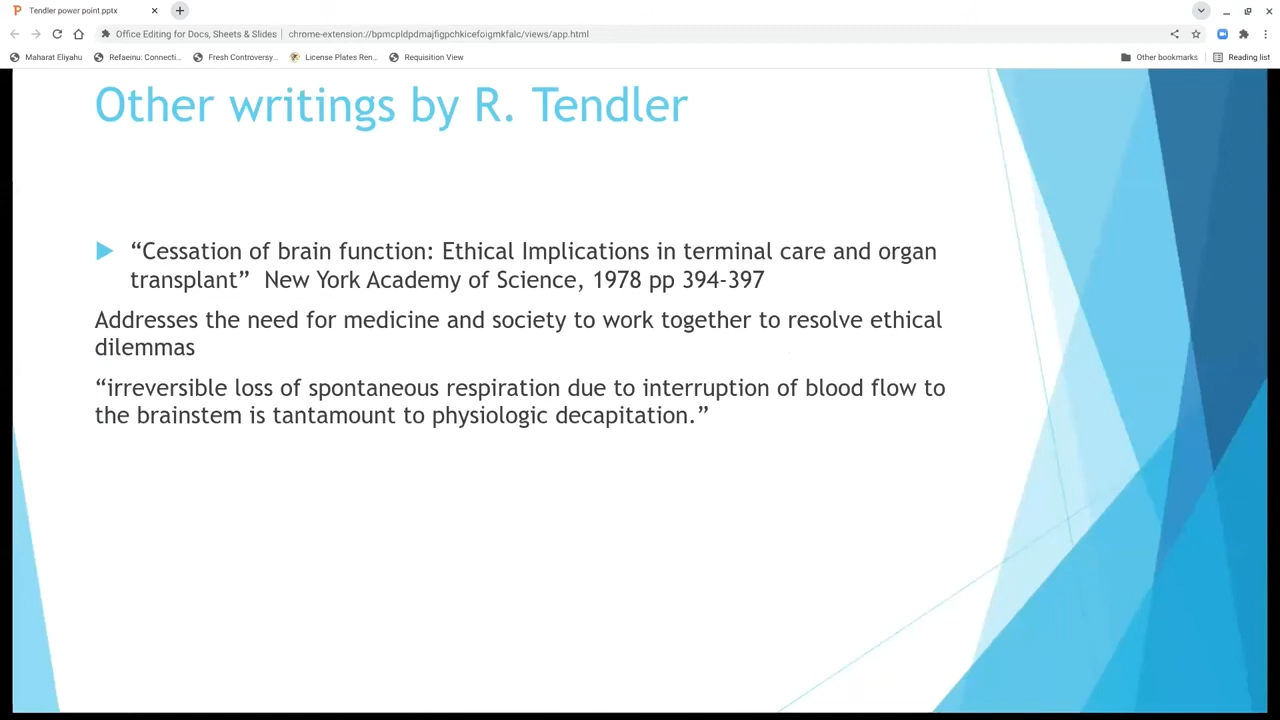 Tendler power point.pptx
Office Editing for Docs, Sheets & Slides
chrome-extension://bpmcpldpdmajfigpchkicefoigmkfalc/views/app.html
Maharat Eliyahu
Refaeinu: Connecti...
Fresh Controversy...
License Plates Ren...
Requisition View
Other bookmarks
Reading list
Other writings by R. Tendler
“Cessation of brain function: Ethical Implications in terminal care and organ
transplant” New York Academy of Science, 1978 pp 394-397
Addresses the need for medicine and society to work together to resolve ethical
dilemmas
“irreversible loss of spontaneous respiration due to interruption of blood flow to
the brainstem is tantamount to physiologic decapitation.”